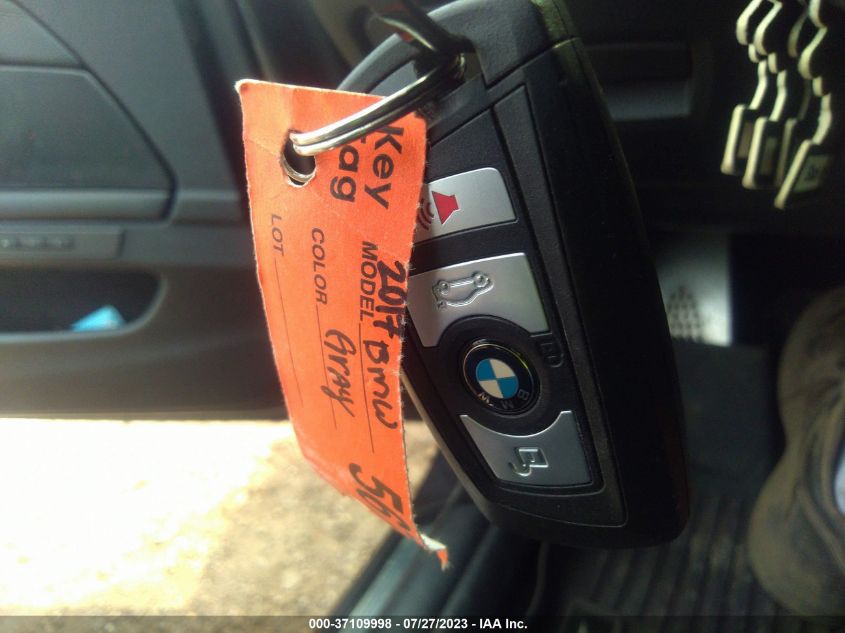 Key
tag
2017 BMW
MODEL
COLOR Gray
LOT
BMW
000-37109998 - 07/27/2023 - IAA Inc.